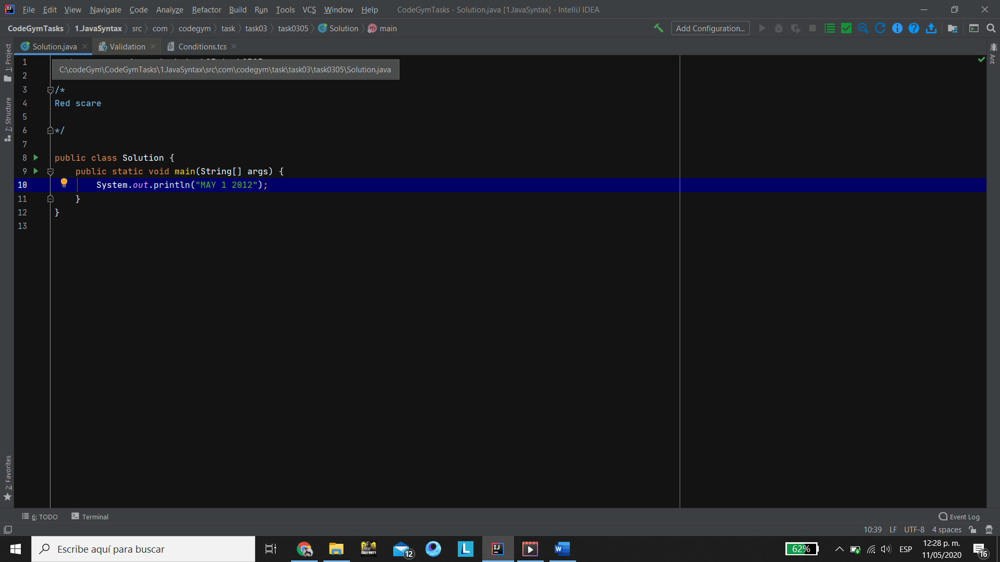 File Edit View Navigate Code Analyze Refactor Build Run Tools VCS Window Help CodeGymTasks - Solution.java [1.JavaSyntax] - IntelliJ IDEA
CodeGymTasks 1.JavaSyntax src com codegym task task03 task0305 Solution main Add Configuration...
Solution.java Validation Conditions.tcs
1: Project
7: Structure
2: Favorites
Ant
1
C:\codeGym\CodeGymTasks\1.JavaSyntax\src\com\codegym\task\task03\task0305\Solution.java
2
3 /*
4 Red scare
5
6 */
7
8 public class Solution {
9 public static void main(String[] args) {
10 System.out.println("MAY 1 2012");
11 }
12 }
13
6: TODO Terminal Event Log
10:39 LF UTF-8 4 spaces
Escribe aquí para buscar
CALL OF DUTY
12
L
IJ
W
62%
ESP
12:28 p. m.
11/05/2020
16